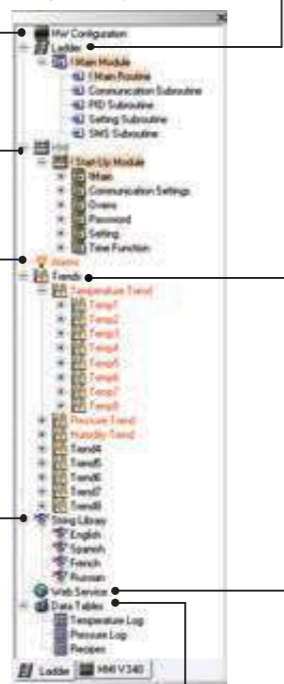 HW Configuration
Ladder
! Main Module
! Main Routine
Communication Subroutine
PID Subroutine
Setting Subroutine
SMS Subroutine
HMI
! Start-Up Module
!Main
Communication Settings
Ovens
Password
Setting
Time Function
Alarms
Trends
Temperature Trend
Temp1
Temp2
Temp3
Temp4
Temp5
Temp6
Temp7
Temp8
Pressure Trend
Humidity Trend
Trend4
Trend5
Trend6
Trend7
Trend8
String Library
English
Spanish
French
Russian
Web Service
Data Tables
Temperature Log
Pressure Log
Recipes
Ladder
HMI V340